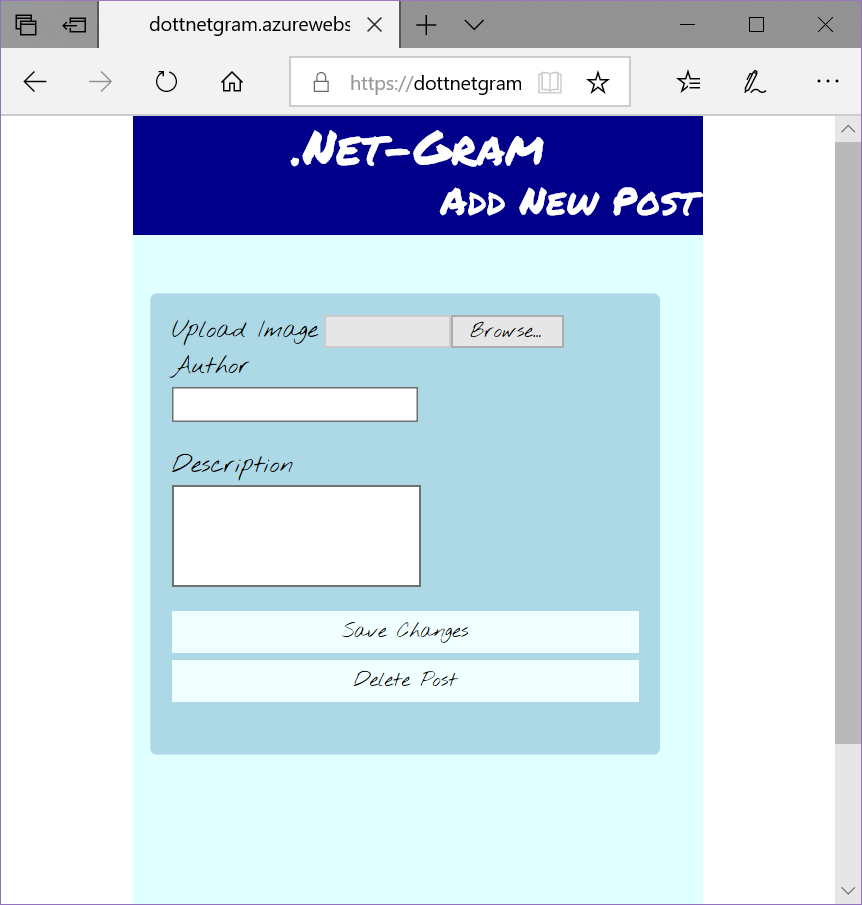 dottnetgram.azurewebs
https://dottnetgram
.Net-Gram
Add New Post
Upload Image Browse...
Author
Description
Save Changes
Delete Post